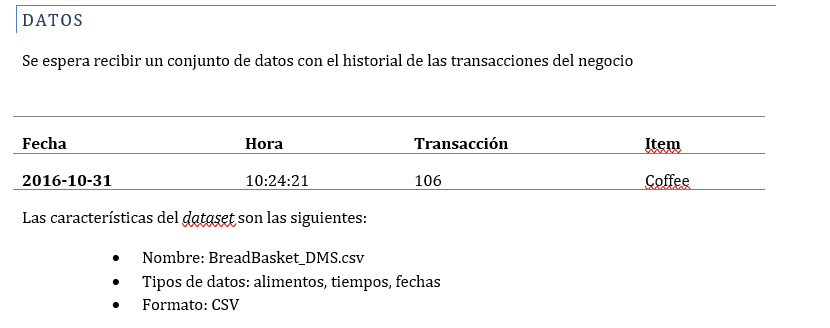 DATOS
Se espera recibir un conjunto de datos con el historial de las transacciones del negocio
Fecha Hora Transacción Item
2016-10-31 10:24:21 106 Coffee
Las características del dataset son las siguientes:
• Nombre: BreadBasket_DMS.csv
• Tipos de datos: alimentos, tiempos, fechas
• Formato: CSV